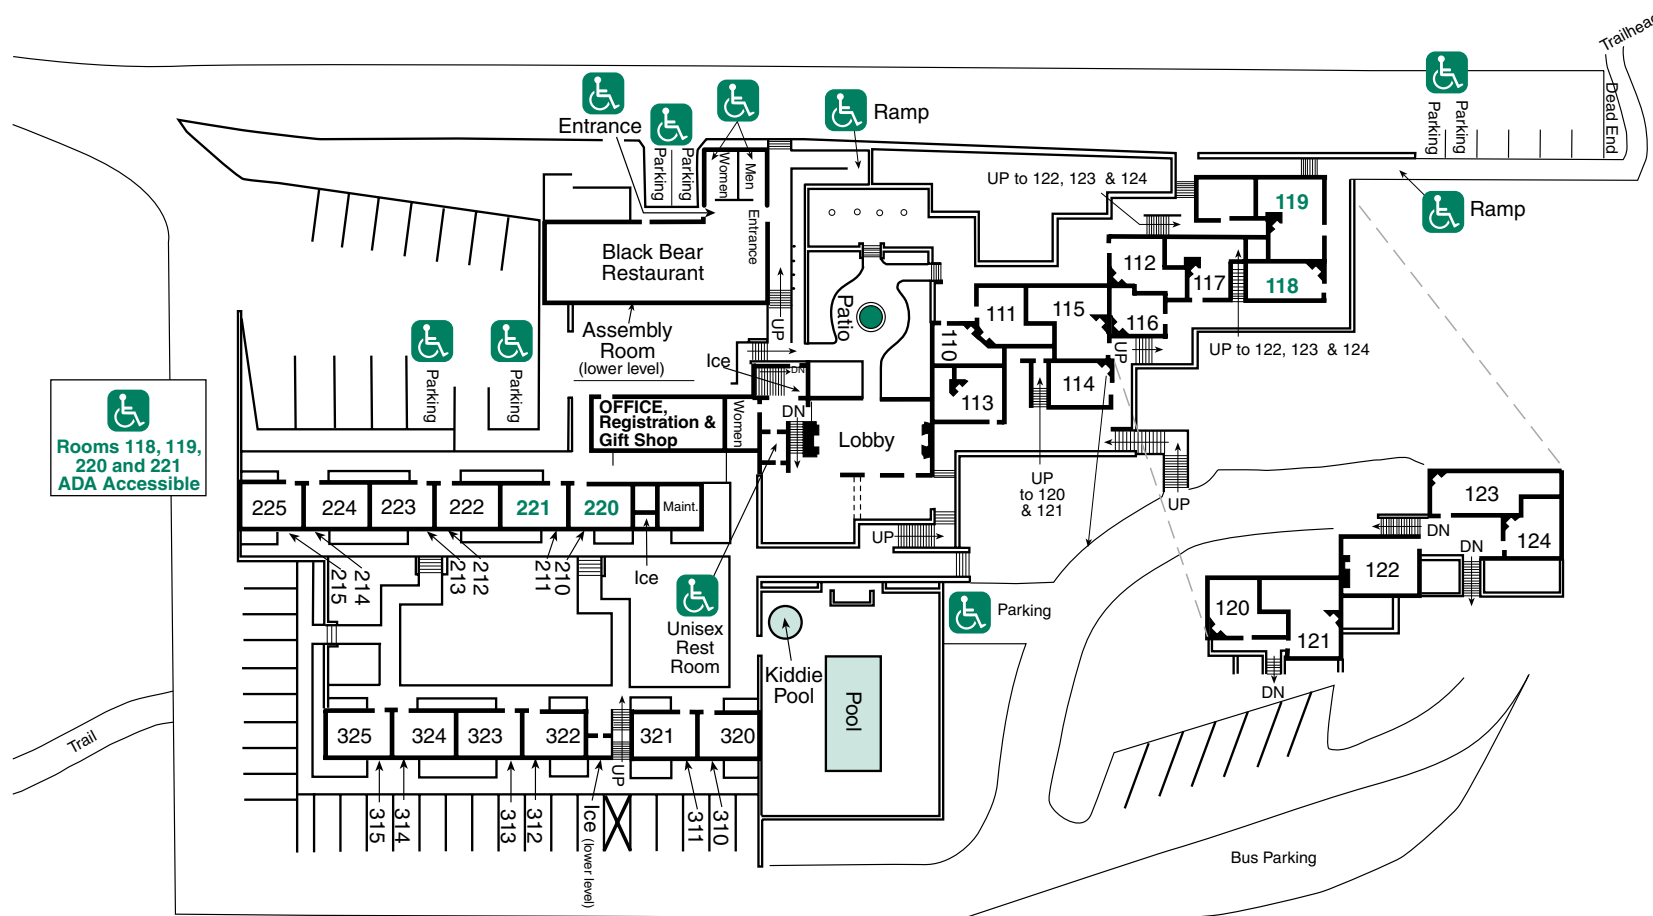 Trailhead
Dead End
Parking
Parking
Ramp
Entrance
Parking
Parking
Women
Men
Entrance
Ramp
UP to 122, 123 & 124
119
118
112
117
111
115
116
110
113
114
UP
UP to 122, 123 & 124
Black Bear
Restaurant
Assembly
Room
(lower level)
UP
Patio
Ice
DN
DN
Parking
Parking
OFFICE,
Registration &
Gift Shop
Women
Lobby
Rooms 118, 119,
220 and 221
ADA Accessible
UP
to 120
& 121
UP
UP
225
224
223
222
221
220
Maint.
215
214
213
212
211
210
Ice
Unisex
Rest
Room
Parking
Kiddie
Pool
Pool
123
124
DN
DN
122
120
121
DN
Trail
325
324
323
322
321
320
UP
315
314
313
312
Ice (lower level)
311
310
Bus Parking